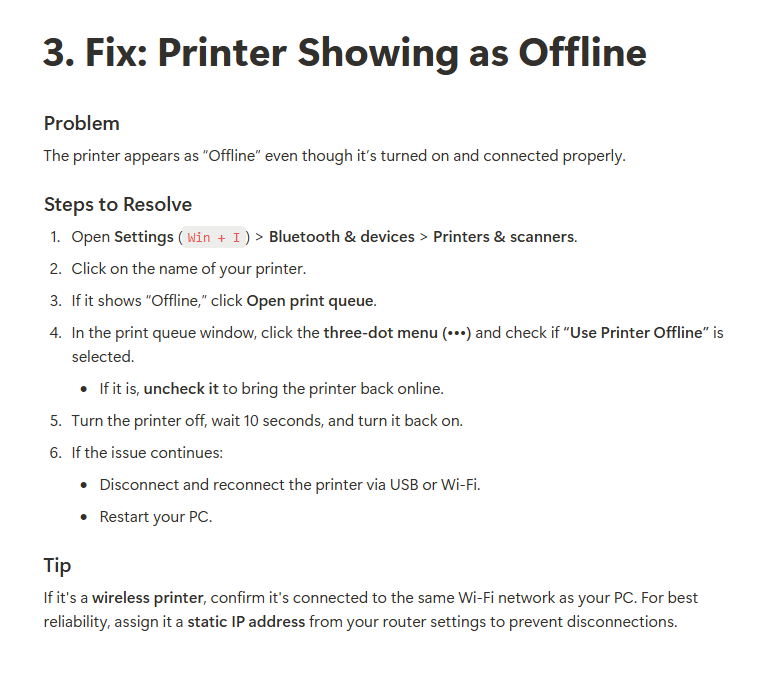 3. Fix: Printer Showing as Offline
Problem
The printer appears as “Offline” even though it’s turned on and connected properly.
Steps to Resolve
1. Open Settings (Win + I) > Bluetooth & devices > Printers & scanners.
2. Click on the name of your printer.
3. If it shows “Offline,” click Open print queue.
4. In the print queue window, click the three-dot menu (•••) and check if “Use Printer Offline” is
selected.
• If it is, uncheck it to bring the printer back online.
5. Turn the printer off, wait 10 seconds, and turn it back on.
6. If the issue continues:
• Disconnect and reconnect the printer via USB or Wi-Fi.
• Restart your PC.
Tip
If it's a wireless printer, confirm it's connected to the same Wi-Fi network as your PC. For best
reliability, assign it a static IP address from your router settings to prevent disconnections.